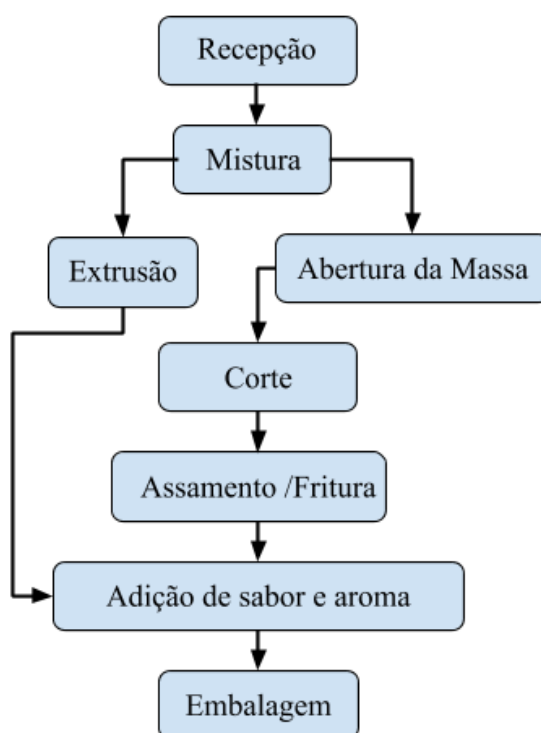 Recepção
Mistura
Extrusão
Abertura da Massa
Corte
Assamento /Fritura
Adição de sabor e aroma
Embalagem